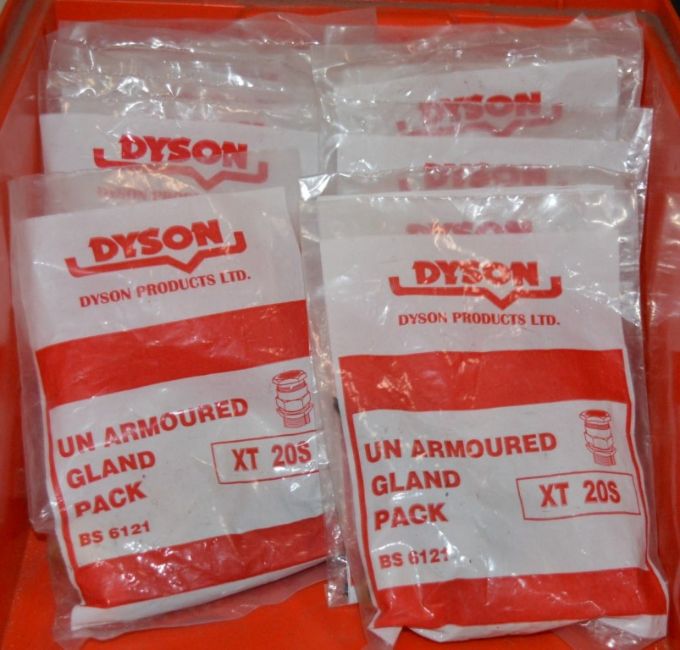 DYSON
DYSON
DYSON
DYSON
DYSON PRODUCTS LTD.
UN ARMOURED
GLAND
PACK
XT 20S
BS 6121
DYSON
DYSON PRODUCTS LTD.
UN ARMOURED
GLAND
PACK
XT 20S
BS 6121